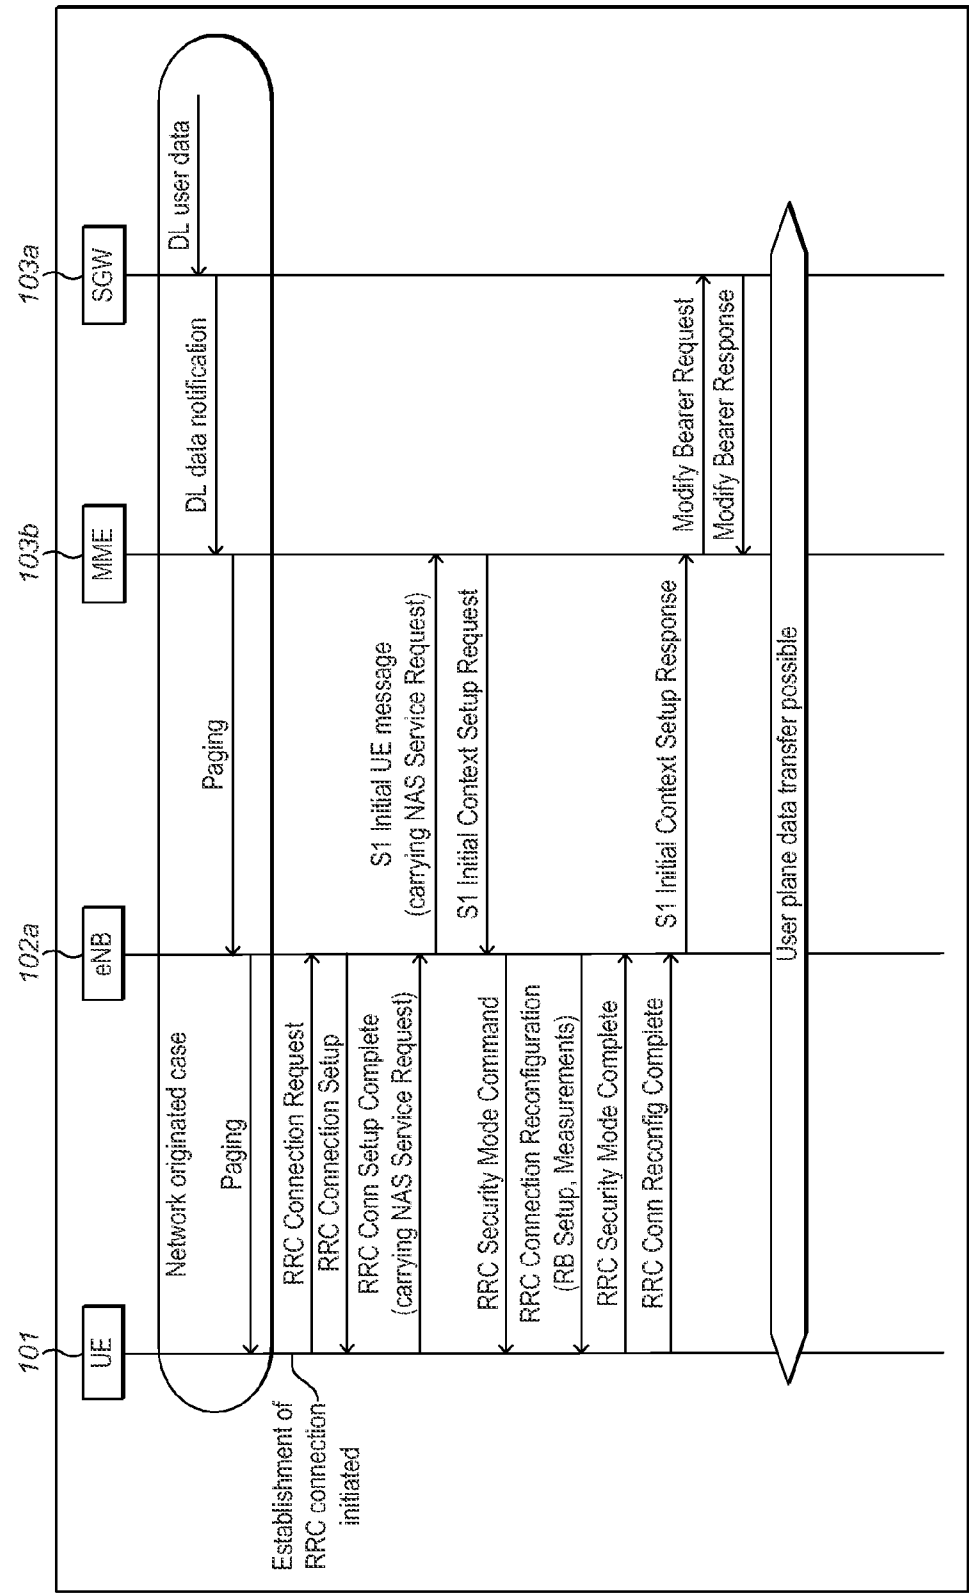 101
102a
103b
103a
UE
eNB
MME
SGW
Network originated case
DL user data
DL data notification
Paging
Paging
Establishment of
RRC connection
initiated
RRC Connection Request
RRC Connection Setup
RRC Conn Setup Complete
(carrying NAS Service Request)
S1 Initial UE message
(carrying NAS Service Request)
S1 Initial Context Setup Request
RRC Security Mode Command
RRC Connection Reconfiguration
(RB Setup, Measurements)
RRC Security Mode Complete
RRC Conn Reconfig Complete
S1 Initial Context Setup Response
Modify Bearer Request
Modify Bearer Response
User plane data transfer possible